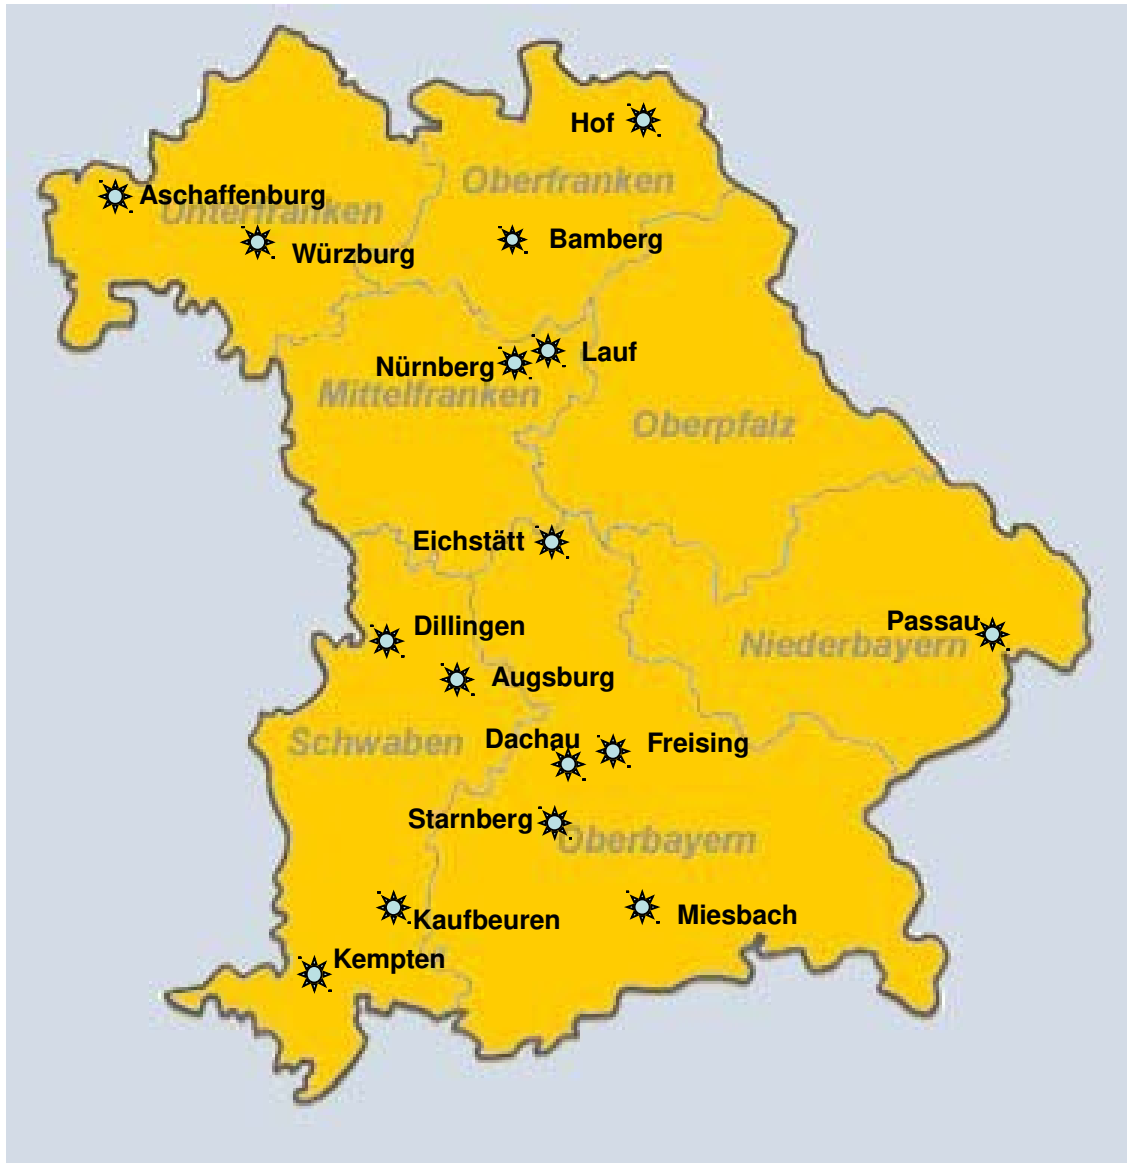 Hof
Oberfranken
Aschaffenburg
Unterfranken
Würzburg
Bamberg
Lauf
Nürnberg
Mittelfranken
Oberpfalz
Eichstätt
Dillingen
Passau
Niederbayern
Augsburg
Schwaben
Dachau
Freising
Starnberg
Oberbayern
Kaufbeuren
Miesbach
Kempten